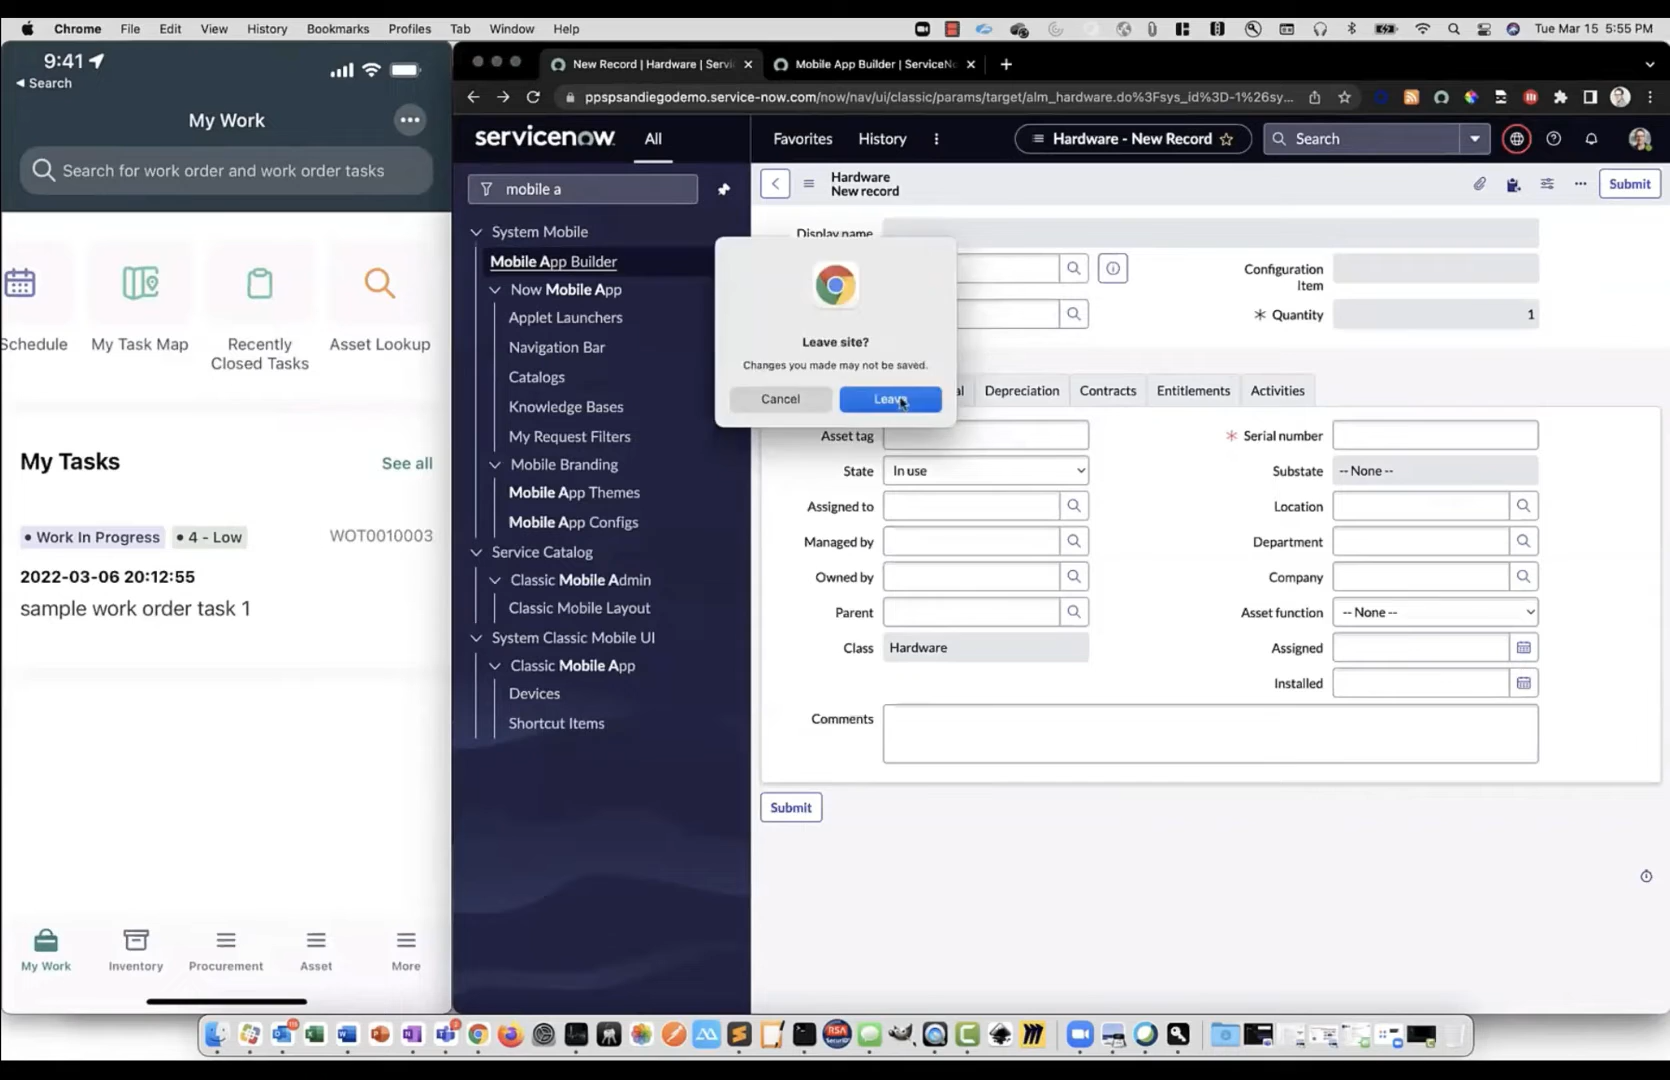 Chrome File Edit View History Bookmarks Profiles Tab Window Help
Tue Mar 15 5:55 PM
9:41
Search
My Work
Search for work order and work order tasks
Schedule
My Task Map
Recently
Closed Tasks
Asset Lookup
My Tasks
See all
• Work In Progress • 4 - Low
WOT0010003
2022-03-06 20:12:55
sample work order task 1
My Work
Inventory
Procurement
Asset
More
New Record | Hardware | Servi
Mobile App Builder | ServiceN
ppspsandiegodemo.service-now.com/now/nav/ui/classic/params/target/alm_hardware.do%3Fsys_id%3D-1%26sy...
servicenow
All
Favorites
History
Hardware - New Record
Search
mobile a
System Mobile
Mobile App Builder
Now Mobile App
Applet Launchers
Navigation Bar
Catalogs
Knowledge Bases
My Request Filters
Mobile Branding
Mobile App Themes
Mobile App Configs
Service Catalog
Classic Mobile Admin
Classic Mobile Layout
System Classic Mobile UI
Classic Mobile App
Devices
Shortcut Items
Hardware
New record
Submit
Display name
Configuration
Item
* Quantity
1
Leave site?
Changes you made may not be saved.
Cancel
Leave
Depreciation
Contracts
Entitlements
Activities
Asset tag
* Serial number
State
In use
Substate
-- None --
Assigned to
Location
Managed by
Department
Owned by
Company
Parent
Asset function
-- None --
Class
Hardware
Assigned
Installed
Comments
Submit
RSA